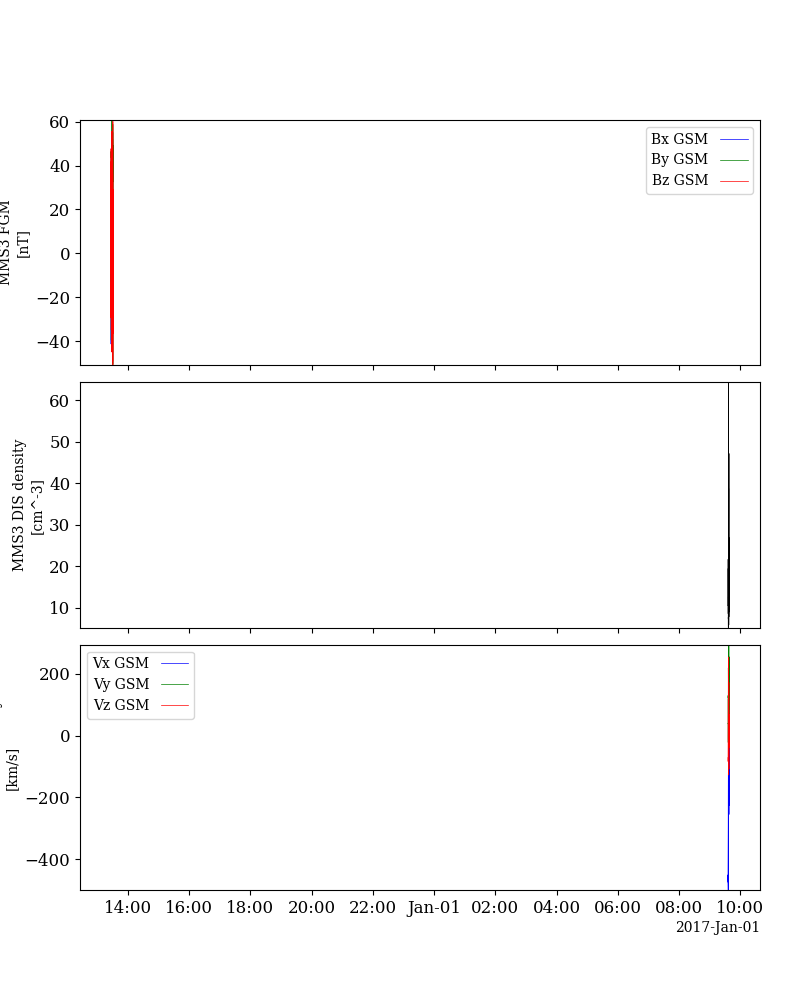 60
40
20
0
−20
−40
MMS3 FGM
[nT]
Bx GSM
By GSM
Bz GSM
60
50
40
30
20
10
MMS3 DIS density
[cm^-3]
200
0
−200
−400
[km/s]
Vx GSM
Vy GSM
Vz GSM
14:00 16:00 18:00 20:00 22:00 Jan-01 02:00 04:00 06:00 08:00 10:00
2017-Jan-01